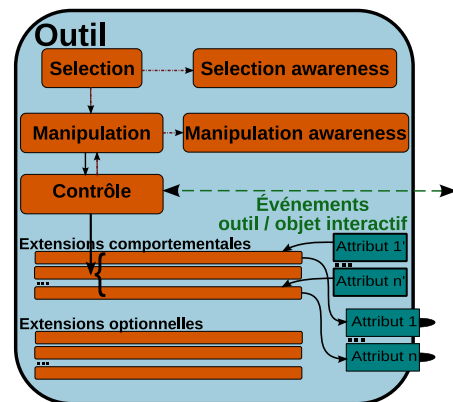 Outil
Selection
Selection awareness
Manipulation
Manipulation awareness
Contrôle
Événements
outil / objet interactif
Extensions comportementales
Attribut 1'
...
Attribut n'
...
Extensions optionnelles
Attribut 1
...
Attribut n
...